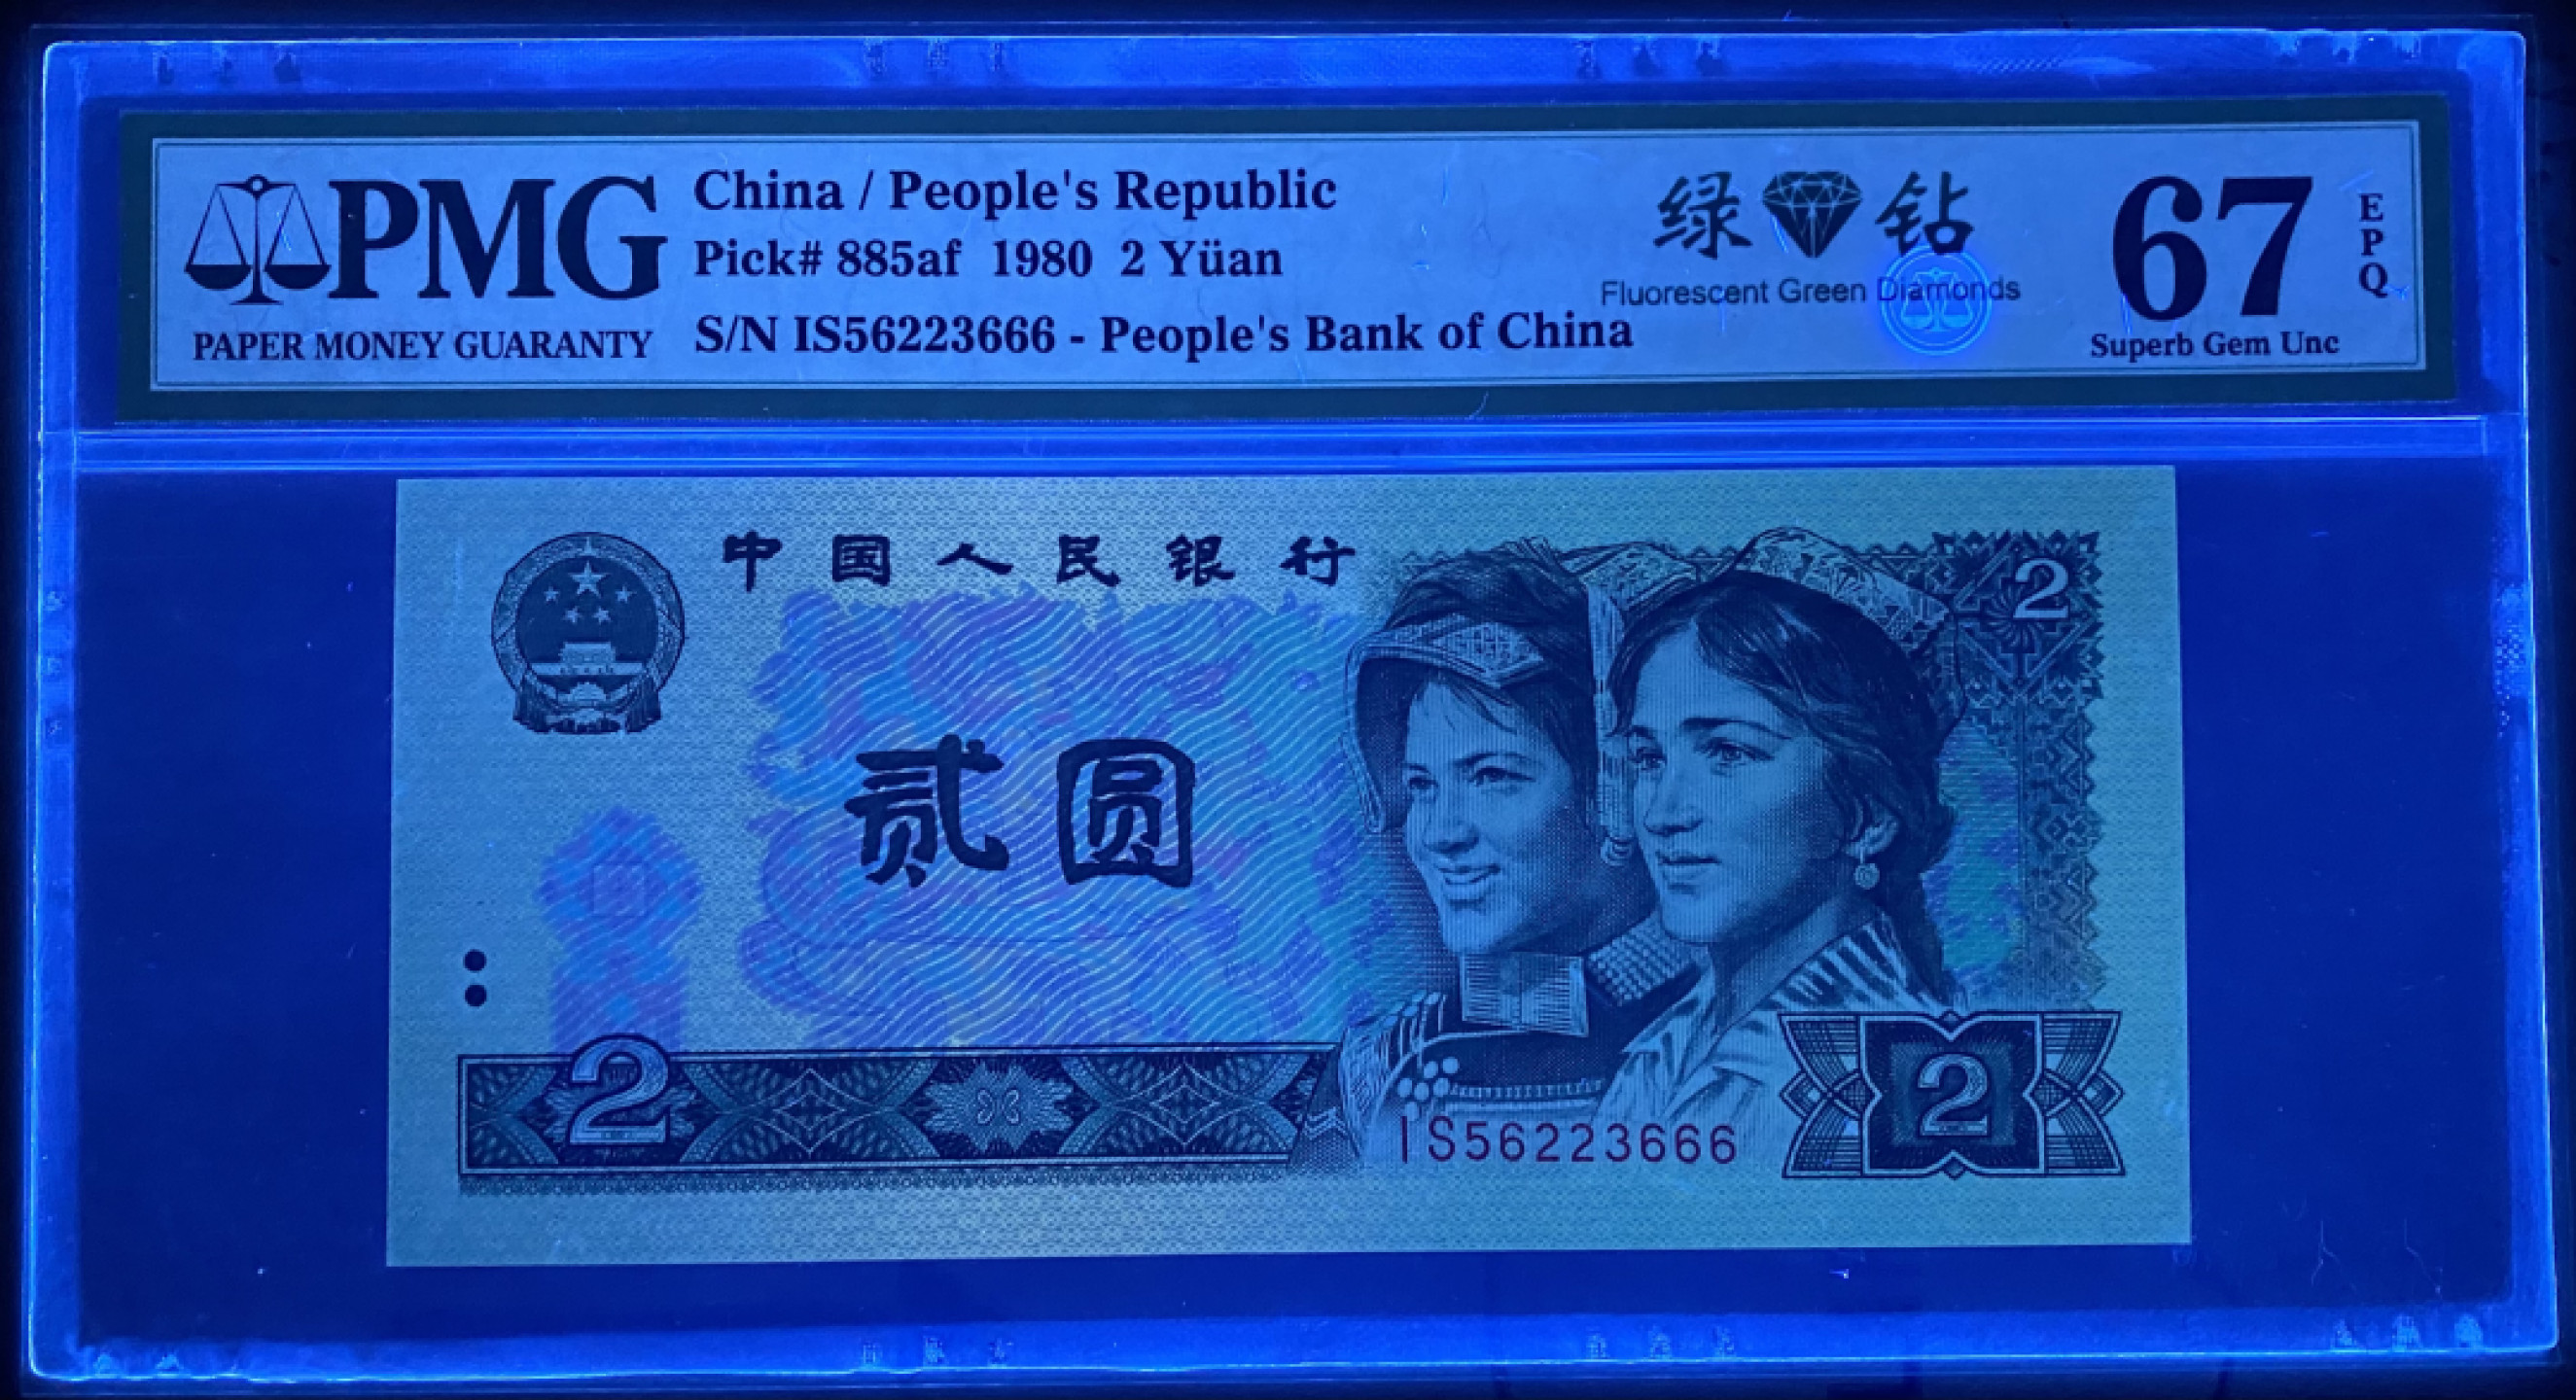 PMG
PAPER MONEY GUARANTY
China / People's Republic
Pick# 885af 1980 2 Yüan
S/N IS56223666 - People's Bank of China
绿 钻
Fluorescent Green Diamonds
67
EPQ
Superb Gem Unc
中国人民银行
2
贰圆
2
IS56223666
2